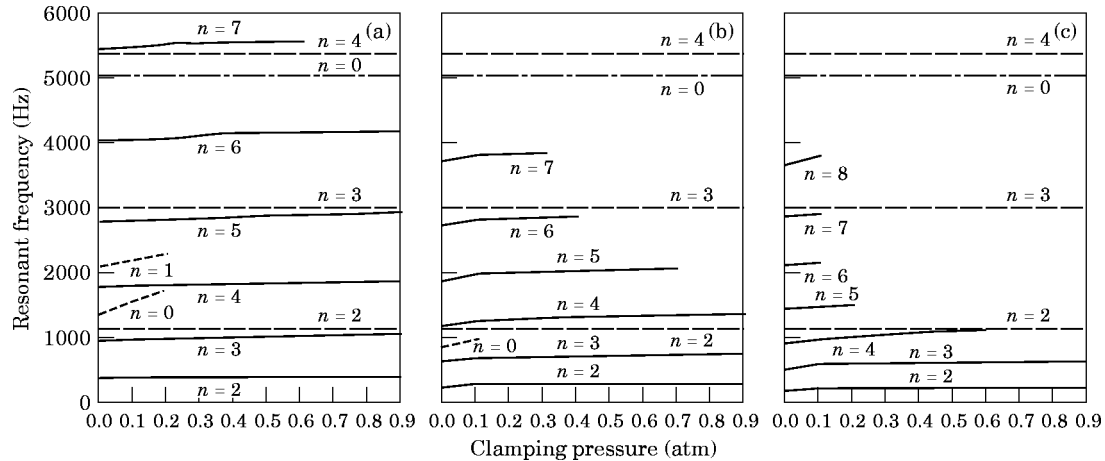 Resonant frequency (Hz)
6000
5000
4000
3000
2000
1000
0
(a)
n = 7
n = 4
n = 0
n = 6
n = 3
n = 5
n = 1
n = 4
n = 0
n = 2
n = 3
n = 2
0.0 0.1 0.2 0.3 0.4 0.5 0.6 0.7 0.8 0.9
(b)
n = 4
n = 0
n = 7
n = 3
n = 6
n = 5
n = 4
n = 0
n = 3
n = 2
n = 2
0.0 0.1 0.2 0.3 0.4 0.5 0.6 0.7 0.8 0.9
(c)
n = 4
n = 0
n = 8
n = 3
n = 7
n = 6
n = 5
n = 2
n = 4
n = 3
n = 2
0.0 0.1 0.2 0.3 0.4 0.5 0.6 0.7 0.8 0.9
Clamping pressure (atm)